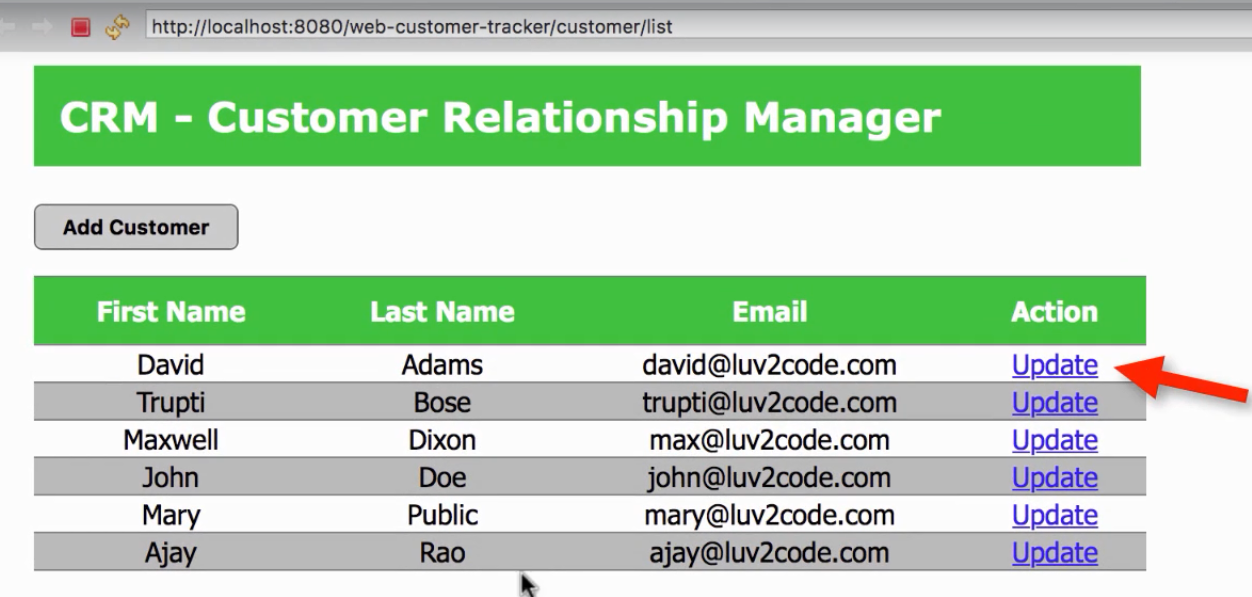 http://localhost:8080/web-customer-tracker/customer/list
CRM - Customer Relationship Manager
Add Customer
First Name Last Name Email Action
David Adams david@luv2code.com Update
Trupti Bose trupti@luv2code.com Update
Maxwell Dixon max@luv2code.com Update
John Doe john@luv2code.com Update
Mary Public mary@luv2code.com Update
Ajay Rao ajay@luv2code.com Update